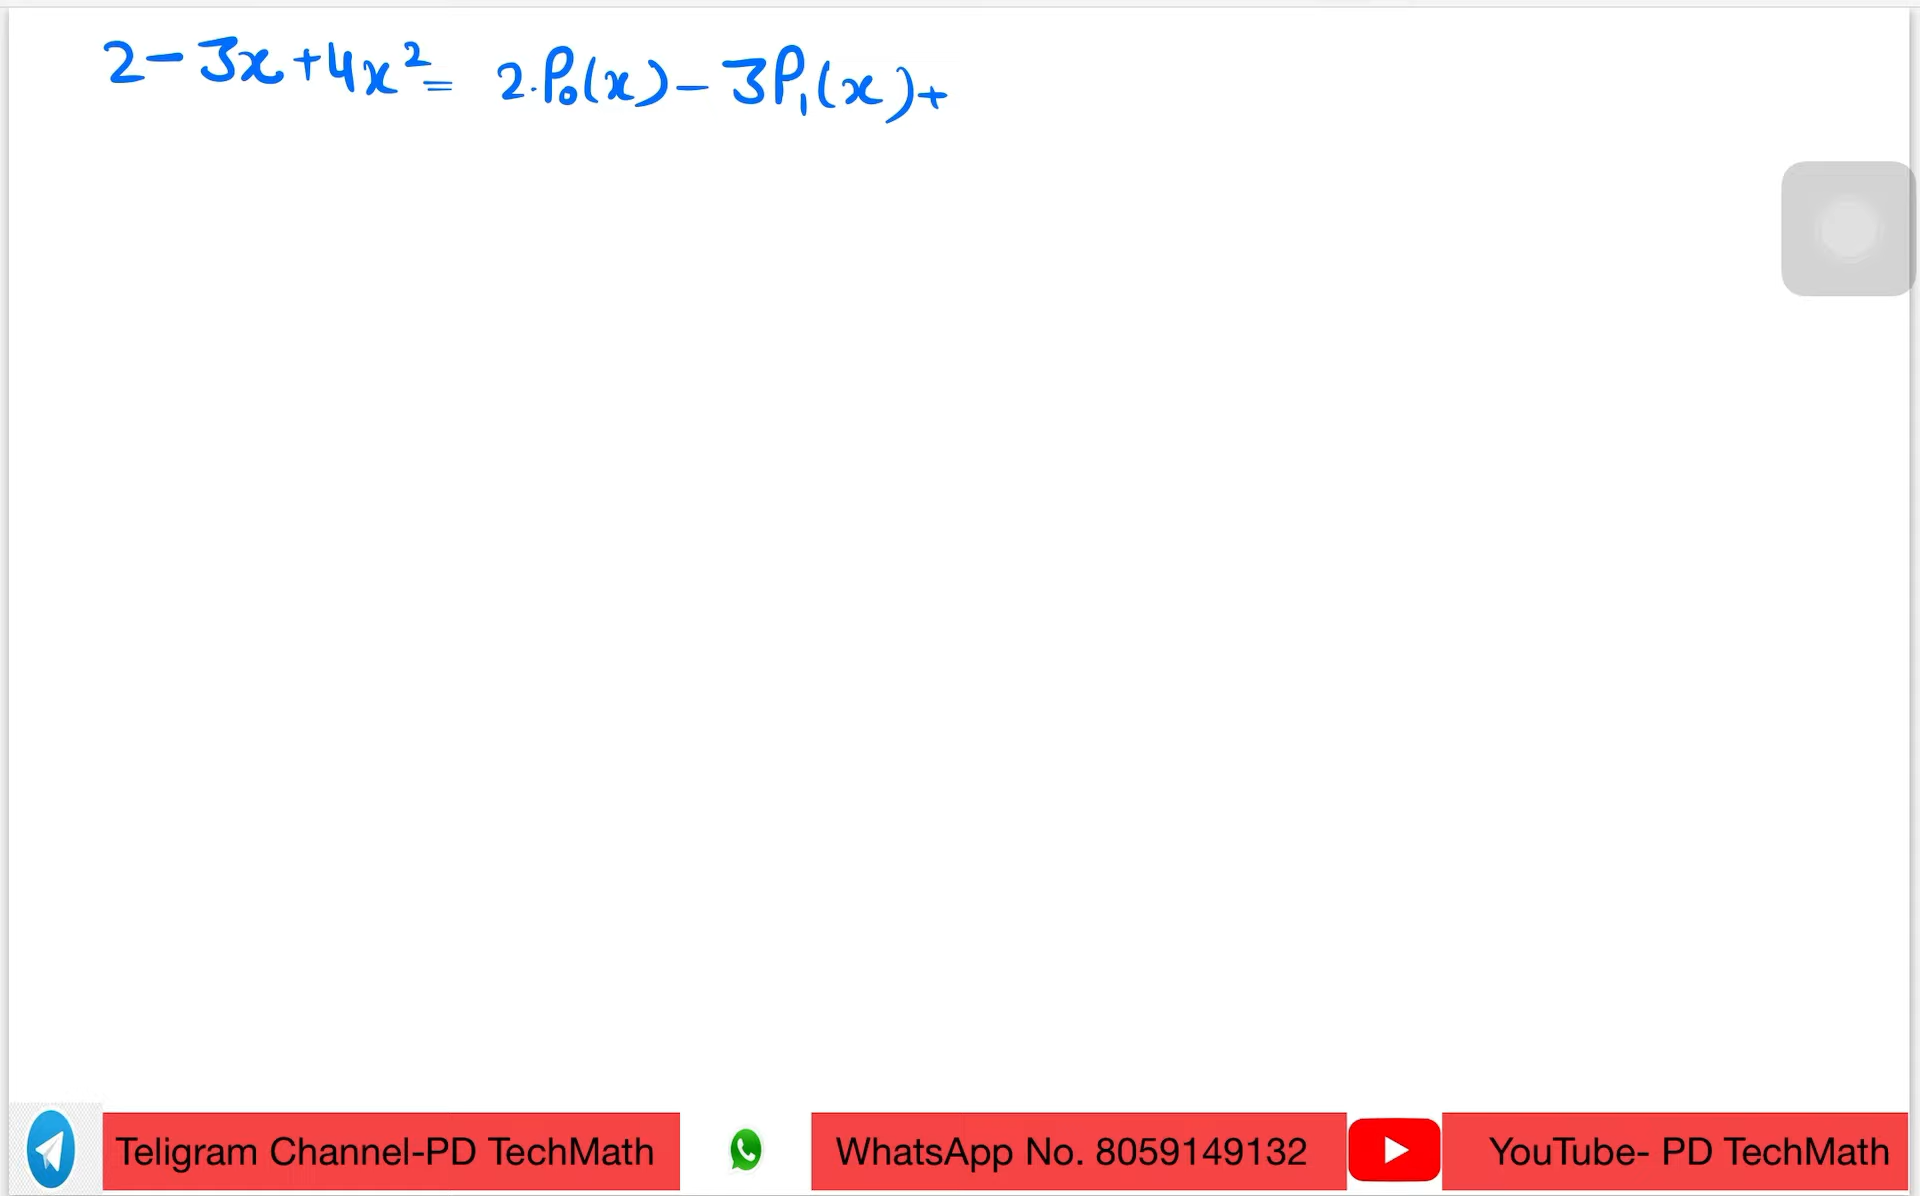 2-3x+4x²= 2.P₀(x)-3P₁(x)+
Teligram Channel-PD TechMath WhatsApp No. 8059149132 YouTube- PD TechMath